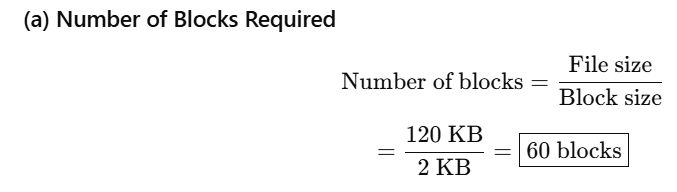 (a) Number of Blocks Required
Number of blocks = File size / Block size
= 120 KB / 2 KB = 60 blocks